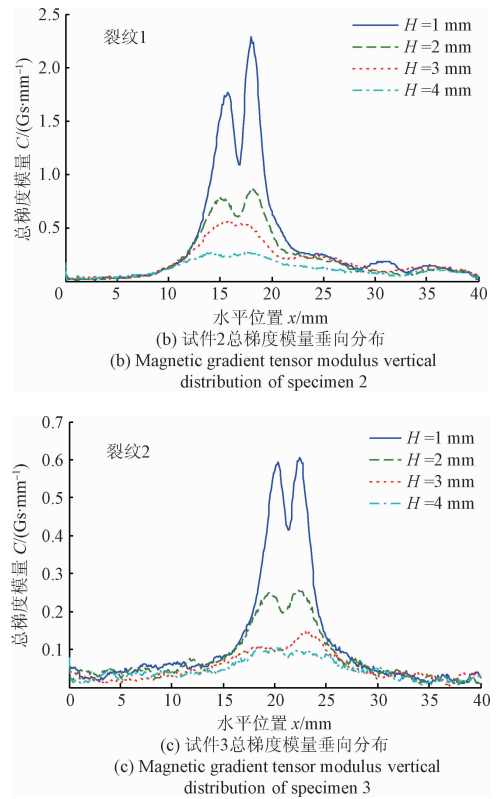 裂纹1
H=1 mm
H=2 mm
H=3 mm
H=4 mm
总梯度模量 C/(Gs·mm⁻¹)
2.5
2.0
1.5
1.0
0.5
0 5 10 15 20 25 30 35 40
水平位置 x/mm
(b) 试件2总梯度模量垂向分布
(b) Magnetic gradient tensor modulus vertical
distribution of specimen 2
裂纹2
H=1 mm
H=2 mm
H=3 mm
H=4 mm
总梯度模量 C/(Gs·mm⁻¹)
0.7
0.6
0.5
0.4
0.3
0.2
0.1
0 5 10 15 20 25 30 35 40
水平位置 x/mm
(c) 试件3总梯度模量垂向分布
(c) Magnetic gradient tensor modulus vertical
distribution of specimen 3